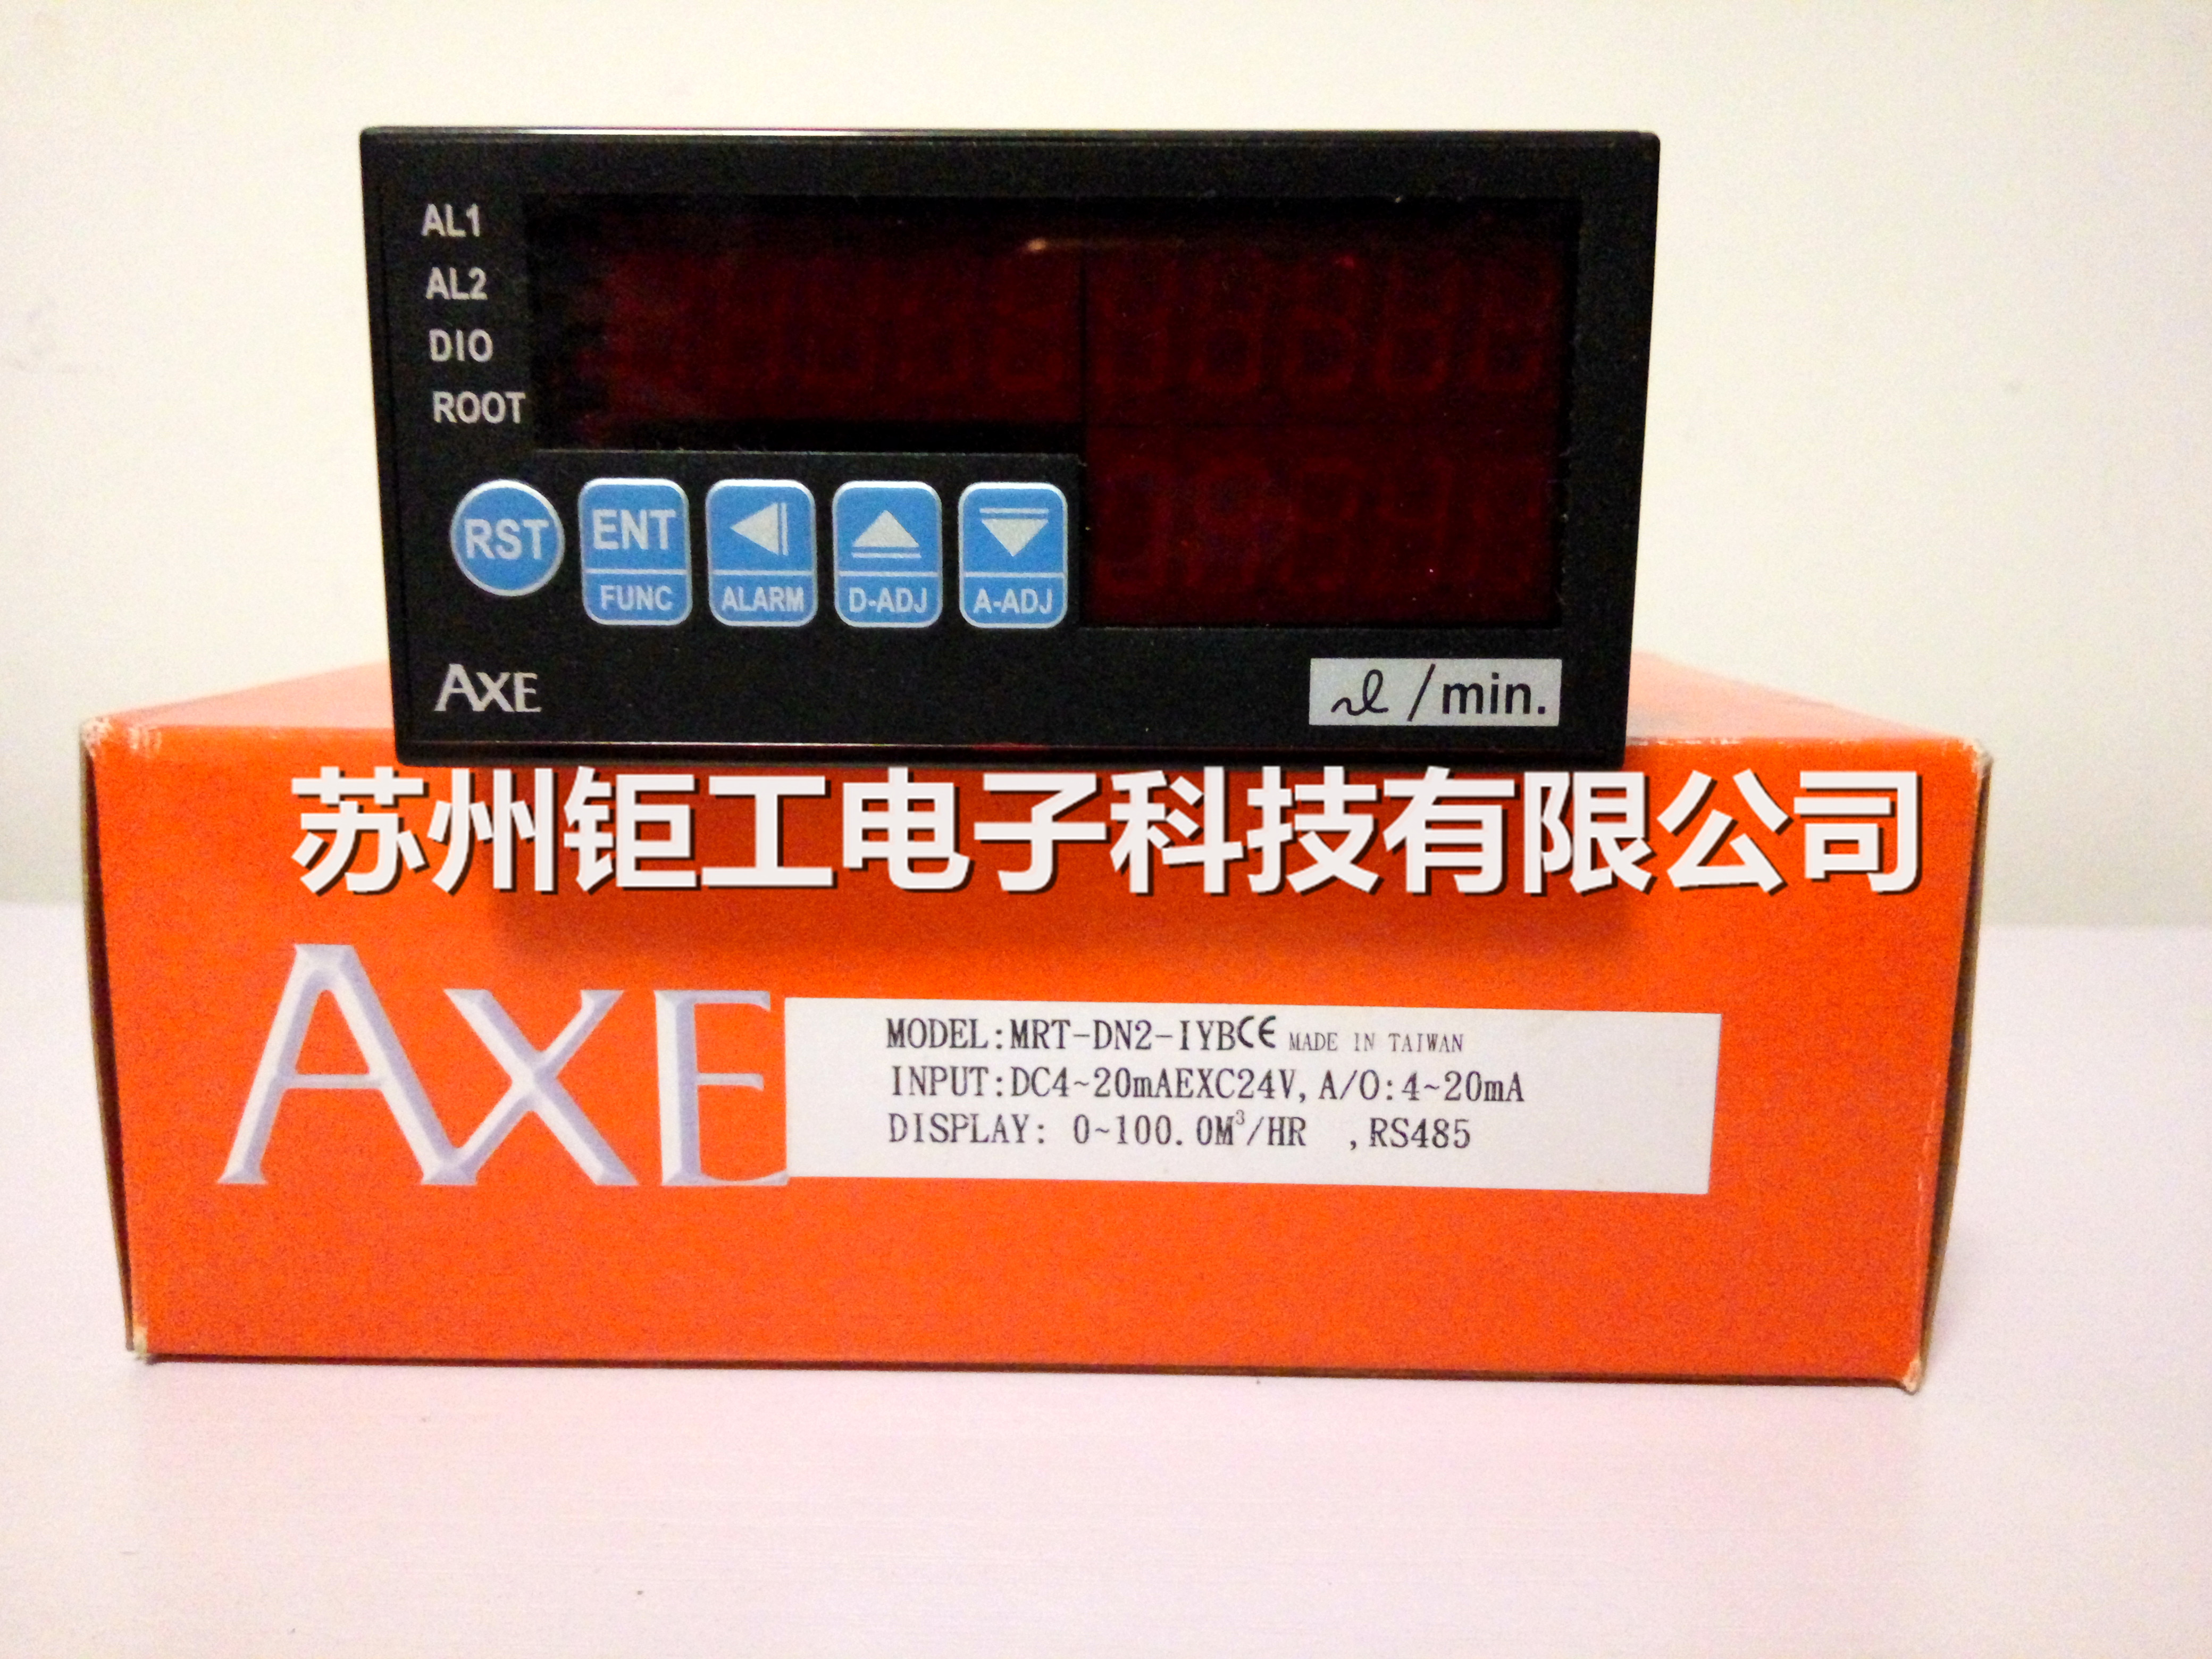 AL1
AL2
DIO
ROOT
RST
ENT
FUNC
ALARM
D-ADJ
A-ADJ
AXE
/min.
苏州钜工电子科技有限公司
AXE
MODEL:MRT-DN2-IYBCE MADE IN TAIWAN
INPUT:DC4~20mAEXC24V, A/O:4~20mA
DISPLAY: 0~100.0M³/HR ,RS485